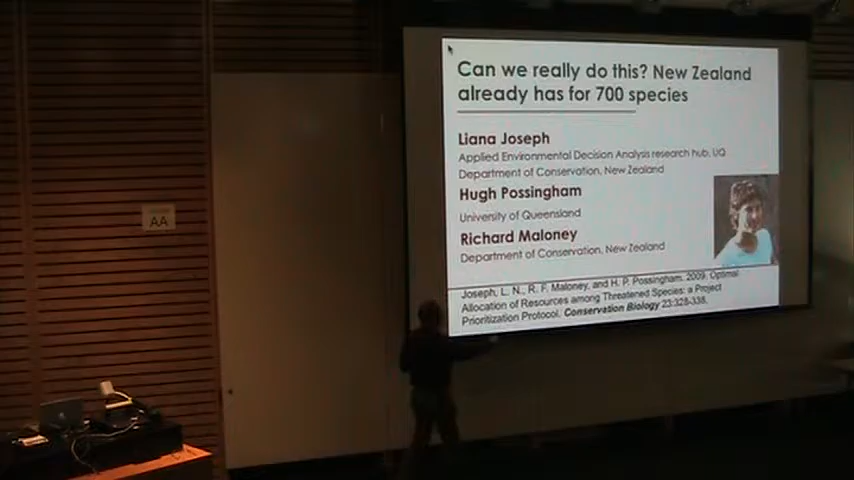 Can we really do this? New Zealand
already has for 700 species
Liana Joseph
Applied Environmental Decision Analysis research hub, UQ
Department of Conservation, New Zealand
Hugh Possingham
University of Queensland
Richard Maloney
Department of Conservation, New Zealand
Joseph, L. N., R. F. Maloney, and H. P. Possingham. 2009. Optimal
Allocation of Resources among Threatened Species: a Project
Prioritization Protocol. Conservation Biology 23:328-338.
AA